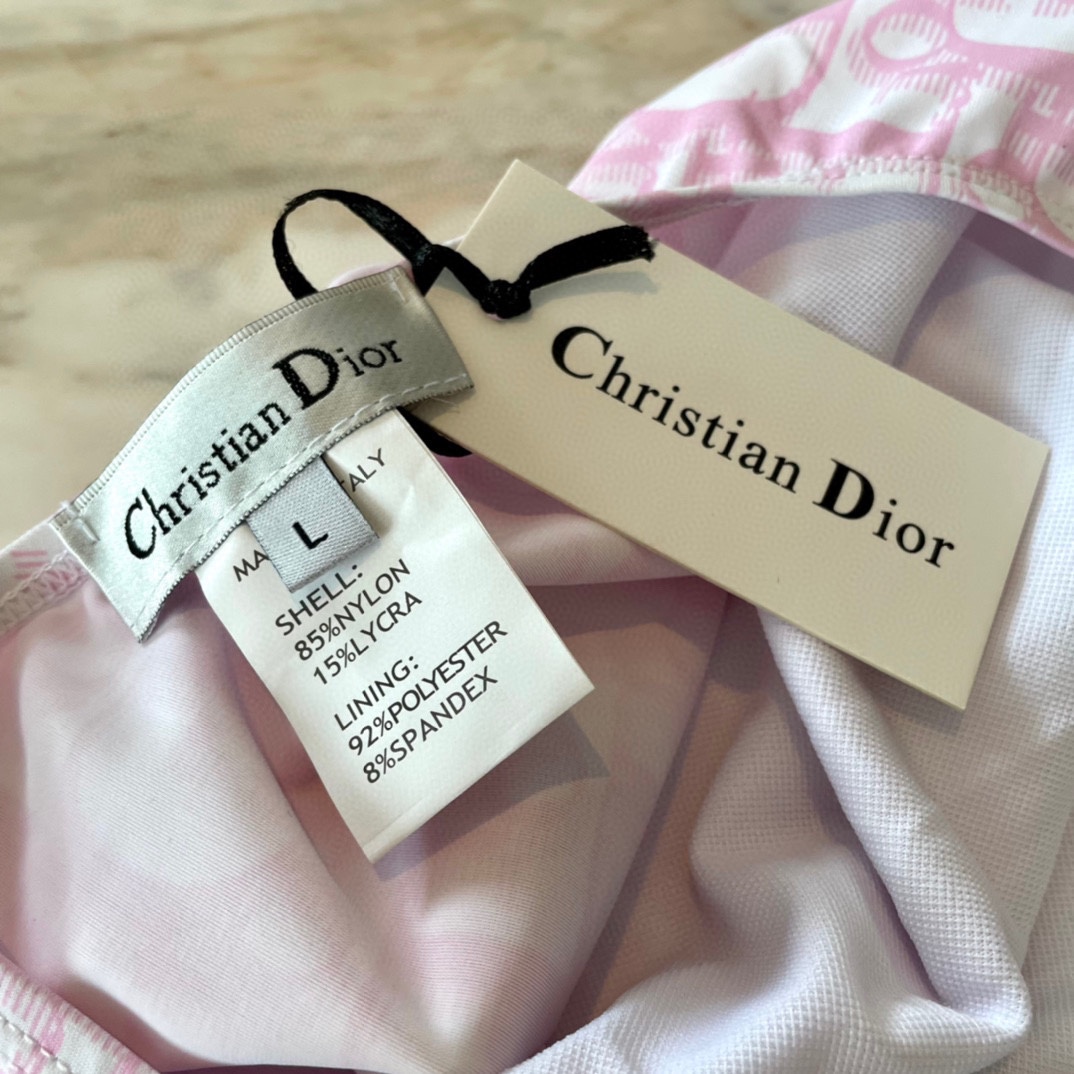 Christian Dior
Christian Dior
L
MA
ALY
SHELL:
85%NYLON
15%LYCRA
LINING:
92%POLYESTER
8%SPANDEX